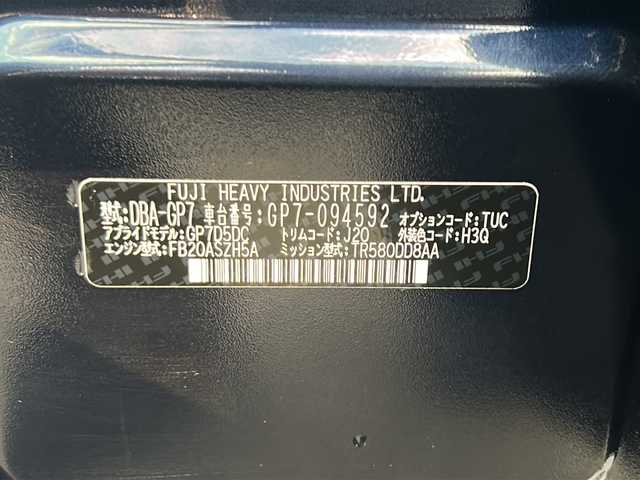 FUJI HEAVY INDUSTRIES LTD.
型式:DBA-GP7 車台番号:GP7-094592 オプションコード:TUC
アプライドモデル:GP7D5DC トリムコード:J20 外装色コード:H3Q
エンジン型式:FB20ASZH5A ミッション型式:TR580DD8AA